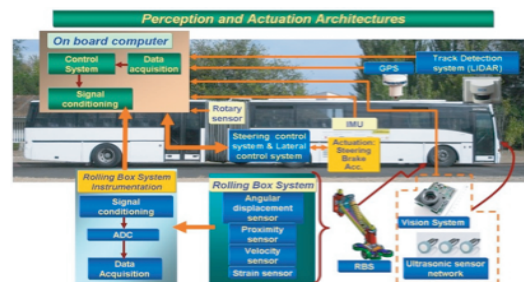 Perception and Actuation Architectures
On board computer
Control
System
Data
acquisition
Signal
conditioning
GPS
Track Detection
system (LIDAR)
Rotary
sensor
IMU
Steering control
system & Lateral
control system
Actuation:
Steering
Brake
Acc.
Rolling Box System
Instrumentation
Signal
conditioning
ADC
Data
Acquisition
Rolling Box System
Angular
displacement
sensor
Proximity
sensor
Velocity
sensor
Strain sensor
RBS
Vision System
Ultrasonic sensor
network